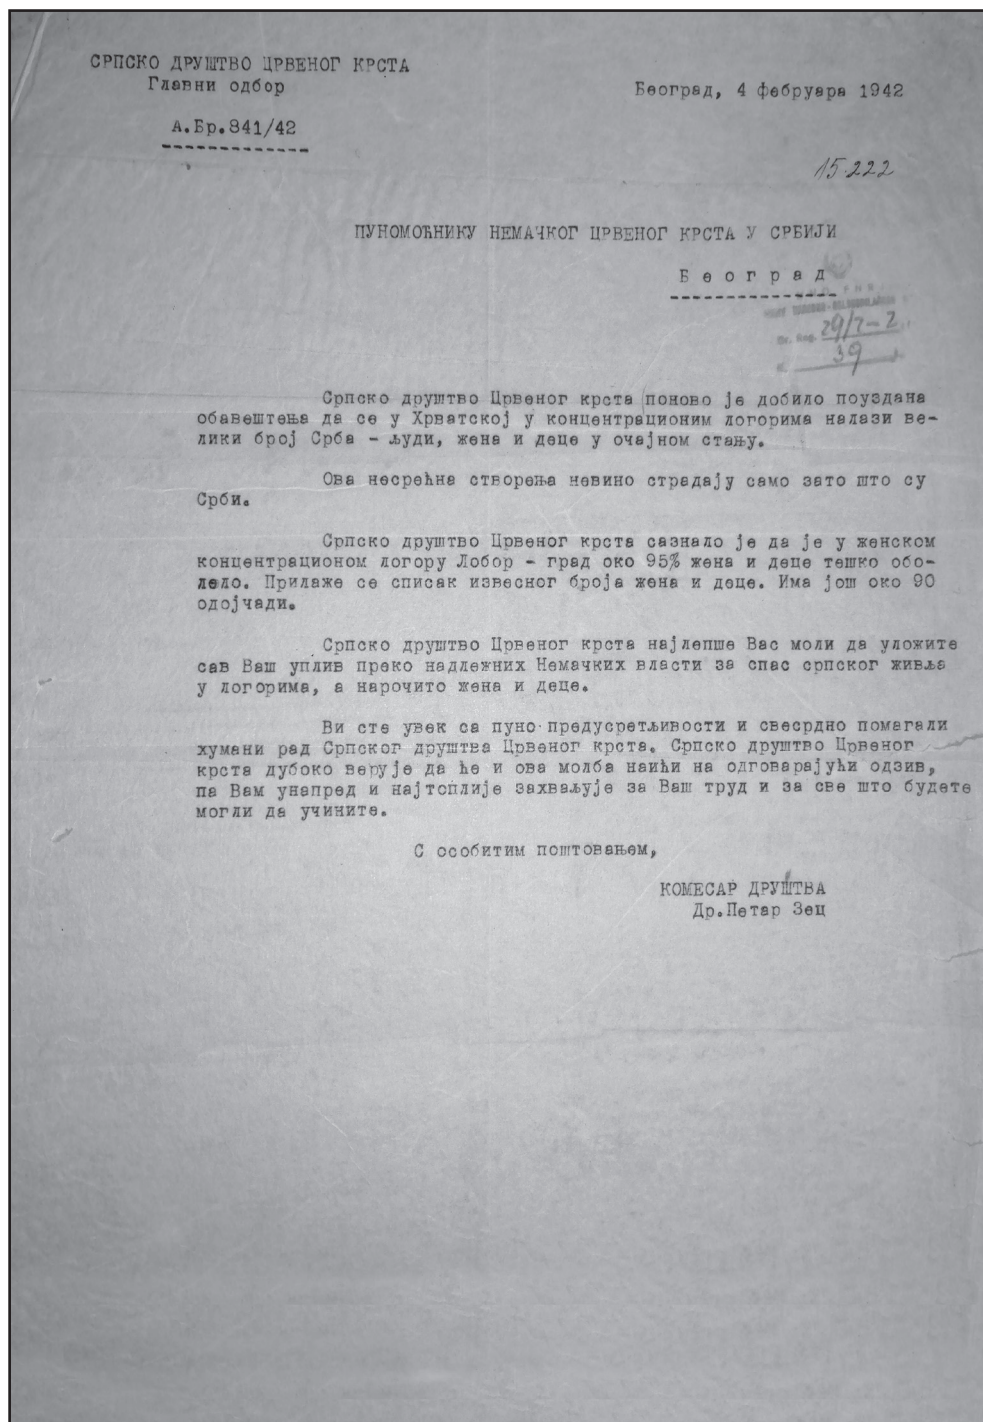 СРПСКО ДРУШТВО ЦРВЕНОГ КРСТА
Главни одбор
Београд, 4 фебруара 1942
А.Бр.841/42
15.222
ПУНОМОЋНИКУ НЕМАЧКОГ ЦРВЕНОГ КРСТА У СРБИЈИ
Б е о г р а д
29/7-2
39
Српско друштво Црвеног крста поново је добило поуздана
обавештења да се у Хрватској у концентрационим логорима налази ве-
лики број Срба - људи, жена и деце у очајном стању.
Ова несрећна створења невино страдају само зато што су
Срби.
Српско друштво Црвеног крста сазнало је да је у женском
концентрационом логору Лобор - град око 95% жена и деце тешко обо-
лело. Прилаже се списак извесног броја жена и деце. Има још око 90
одојчади.
Српско друштво Црвеног крста најлепше Вас моли да уложите
сав Ваш уплив преко надлежних Немачких власти за спас српског живља
у логорима, а нарочито жена и деце.
Ви сте увек са пуно предусретљивости и свесрдно помагали
хумани рад Српског друштва Црвеног крста. Српско друштво Црвеног
крста дубоко верује да ће и ова молба наићи на одговарајући одзив,
па Вам унапред и најтоплије захваљује за Ваш труд и за све што будете
могли да учините.
С особитим поштовањем,
КОМЕСАР ДРУШТВА
Др.Петар Зец